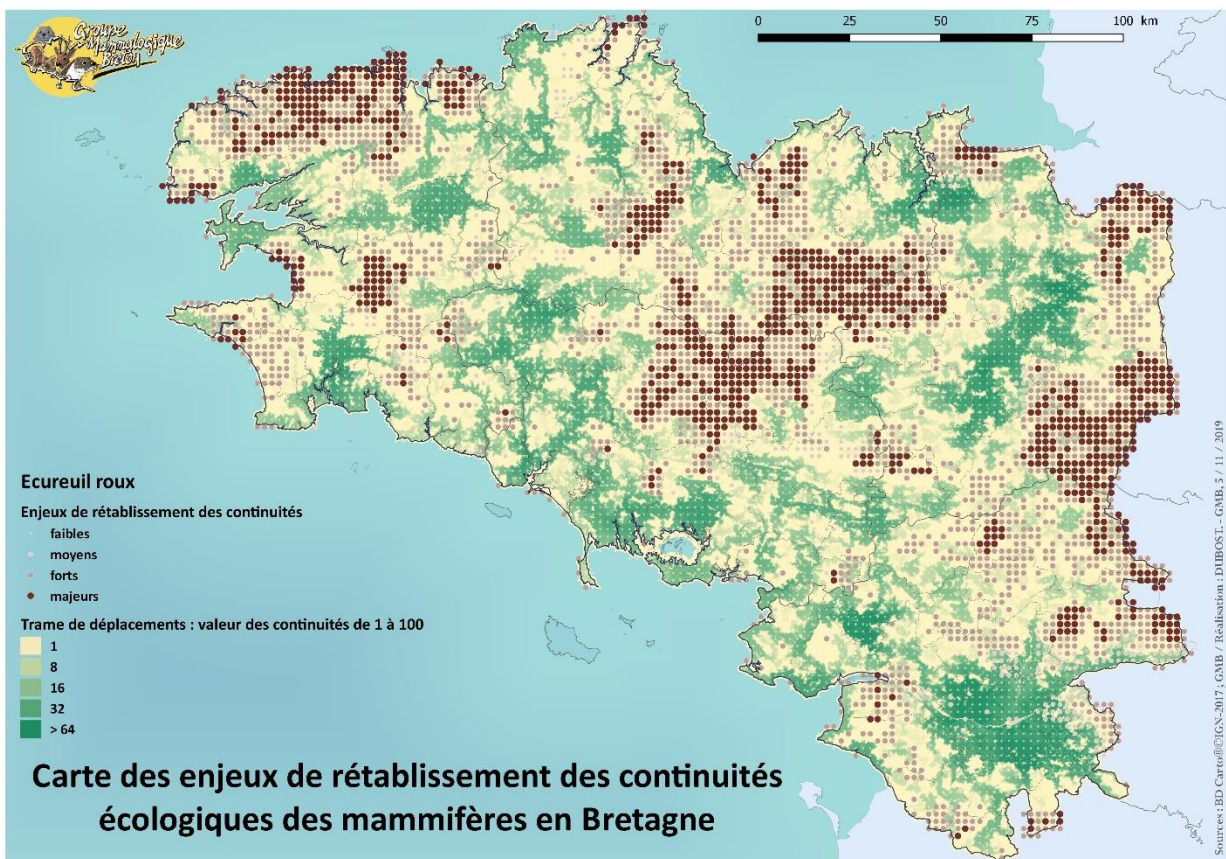 Groupe
Mammalogique
Breton
0 25 50 75 100 km
Ecureuil roux
Enjeux de rétablissement des continuités
faibles
moyens
forts
majeurs
Trame de déplacements : valeur des continuités de 1 à 100
1
8
16
32
> 64
Carte des enjeux de rétablissement des continuités
écologiques des mammifères en Bretagne
Sources : BD Carto®©IGN-2017 ; GMB / Réalisation : DUBOST. - GMB, 5 / 11 / 2019